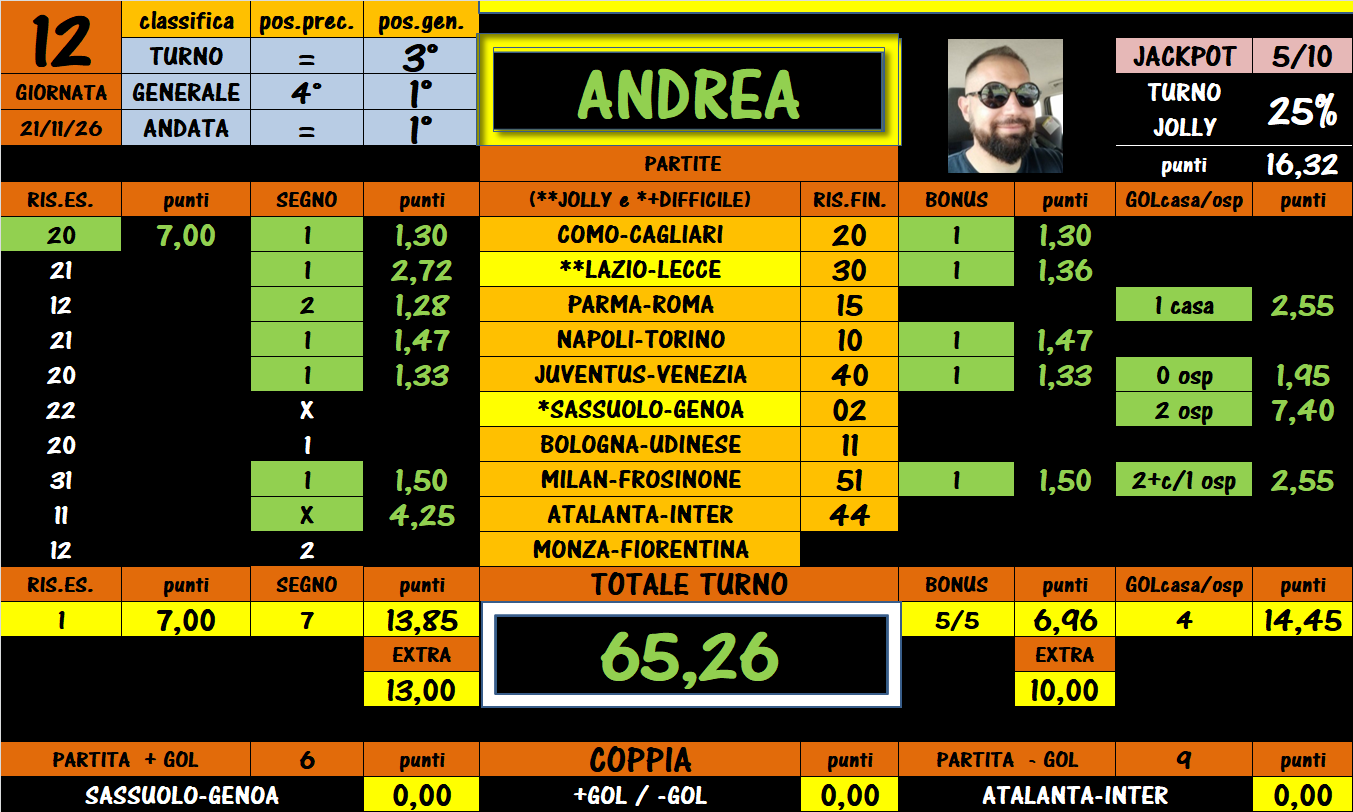 12 classifica pos.prec. pos.gen.
TURNO = 3°
GIORNATA GENERALE 4° 1°
21/11/26 ANDATA = 1°
ANDREA
JACKPOT 5/10
TURNO JOLLY 25%
punti 16,32
PARTITE
RIS.ES. punti SEGNO punti (**JOLLY e *+DIFFICILE) RIS.FIN. BONUS punti GOLcasa/osp punti
20 7,00 1 1,30 COMO-CAGLIARI 20 1 1,30
21 1 2,72 **LAZIO-LECCE 30 1 1,36
12 2 1,28 PARMA-ROMA 15 1 casa 2,55
21 1 1,47 NAPOLI-TORINO 10 1 1,47
20 1 1,33 JUVENTUS-VENEZIA 40 1 1,33 0 osp 1,95
22 X *SASSUOLO-GENOA 02 2 osp 7,40
20 1 BOLOGNA-UDINESE 11
31 1 1,50 MILAN-FROSINONE 51 1 1,50 2+c/1 osp 2,55
11 X 4,25 ATALANTA-INTER 44
12 2 MONZA-FIORENTINA
RIS.ES. punti SEGNO punti TOTALE TURNO BONUS punti GOLcasa/osp punti
1 7,00 7 13,85 65,26 5/5 6,96 4 14,45
EXTRA EXTRA
13,00 10,00
PARTITA + GOL 6 punti COPPIA punti PARTITA - GOL 9 punti
SASSUOLO-GENOA 0,00 +GOL / -GOL 0,00 ATALANTA-INTER 0,00